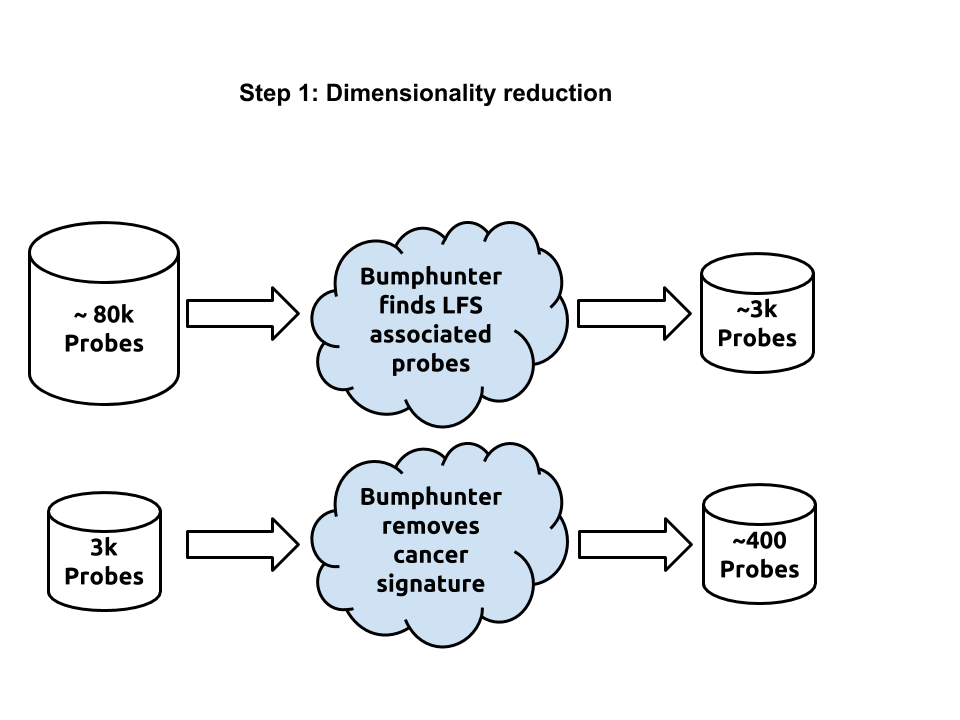 Step 1: Dimensionality reduction
~ 80k
Probes
Bumphunter
finds LFS
associated
probes
~3k
Probes
3k
Probes
Bumphunter
removes
cancer
signature
~400
Probes